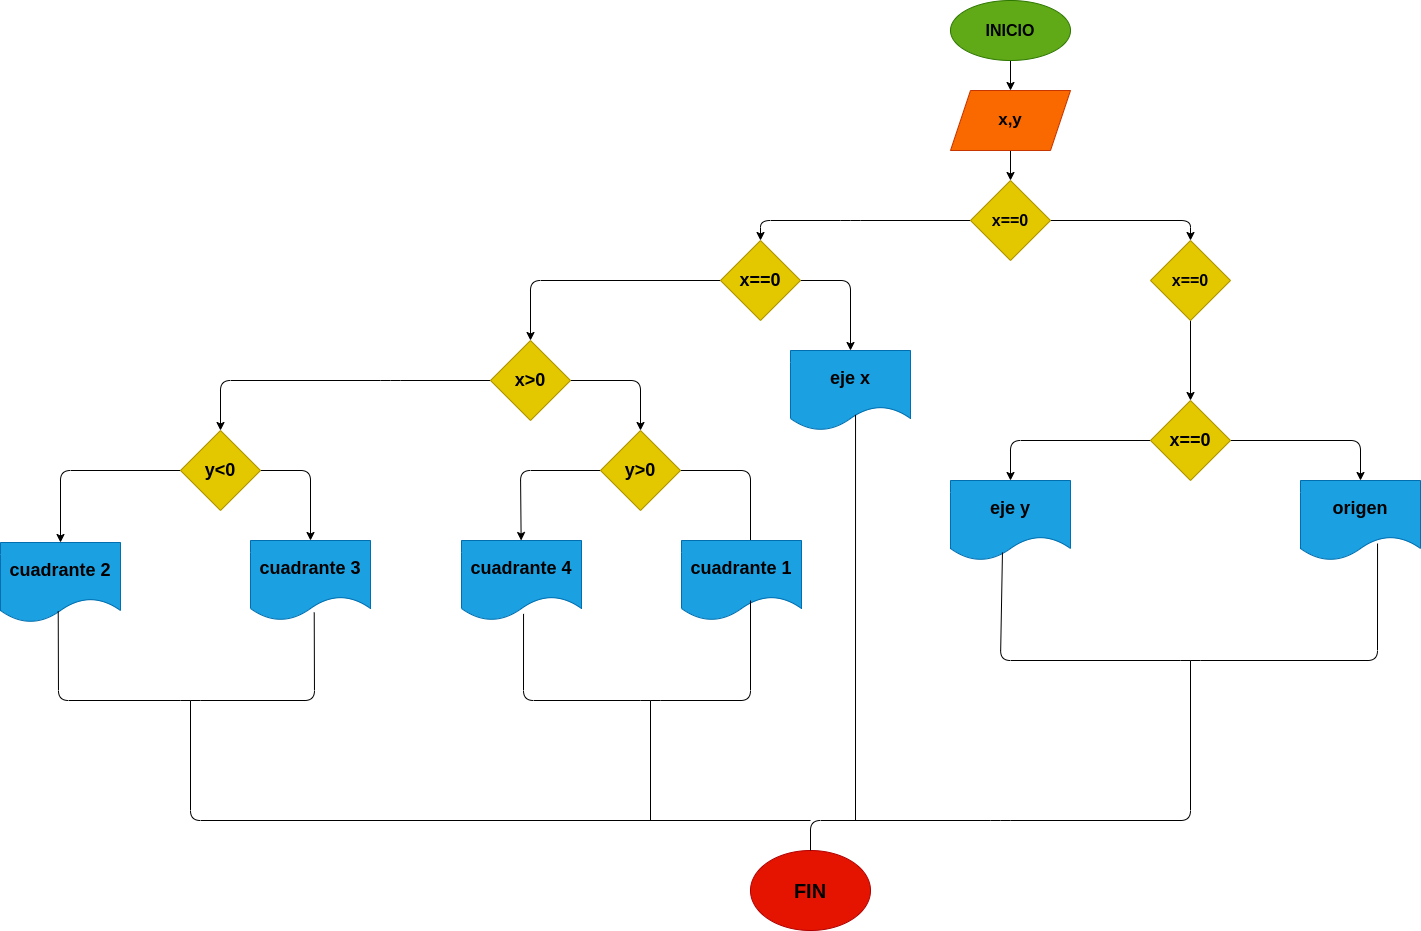 INICIO
x,y
x==0
x==0
x==0
x>0
eje x
y<0
y>0
x==0
cuadrante 2
cuadrante 3
cuadrante 4
cuadrante 1
eje y
origen
FIN